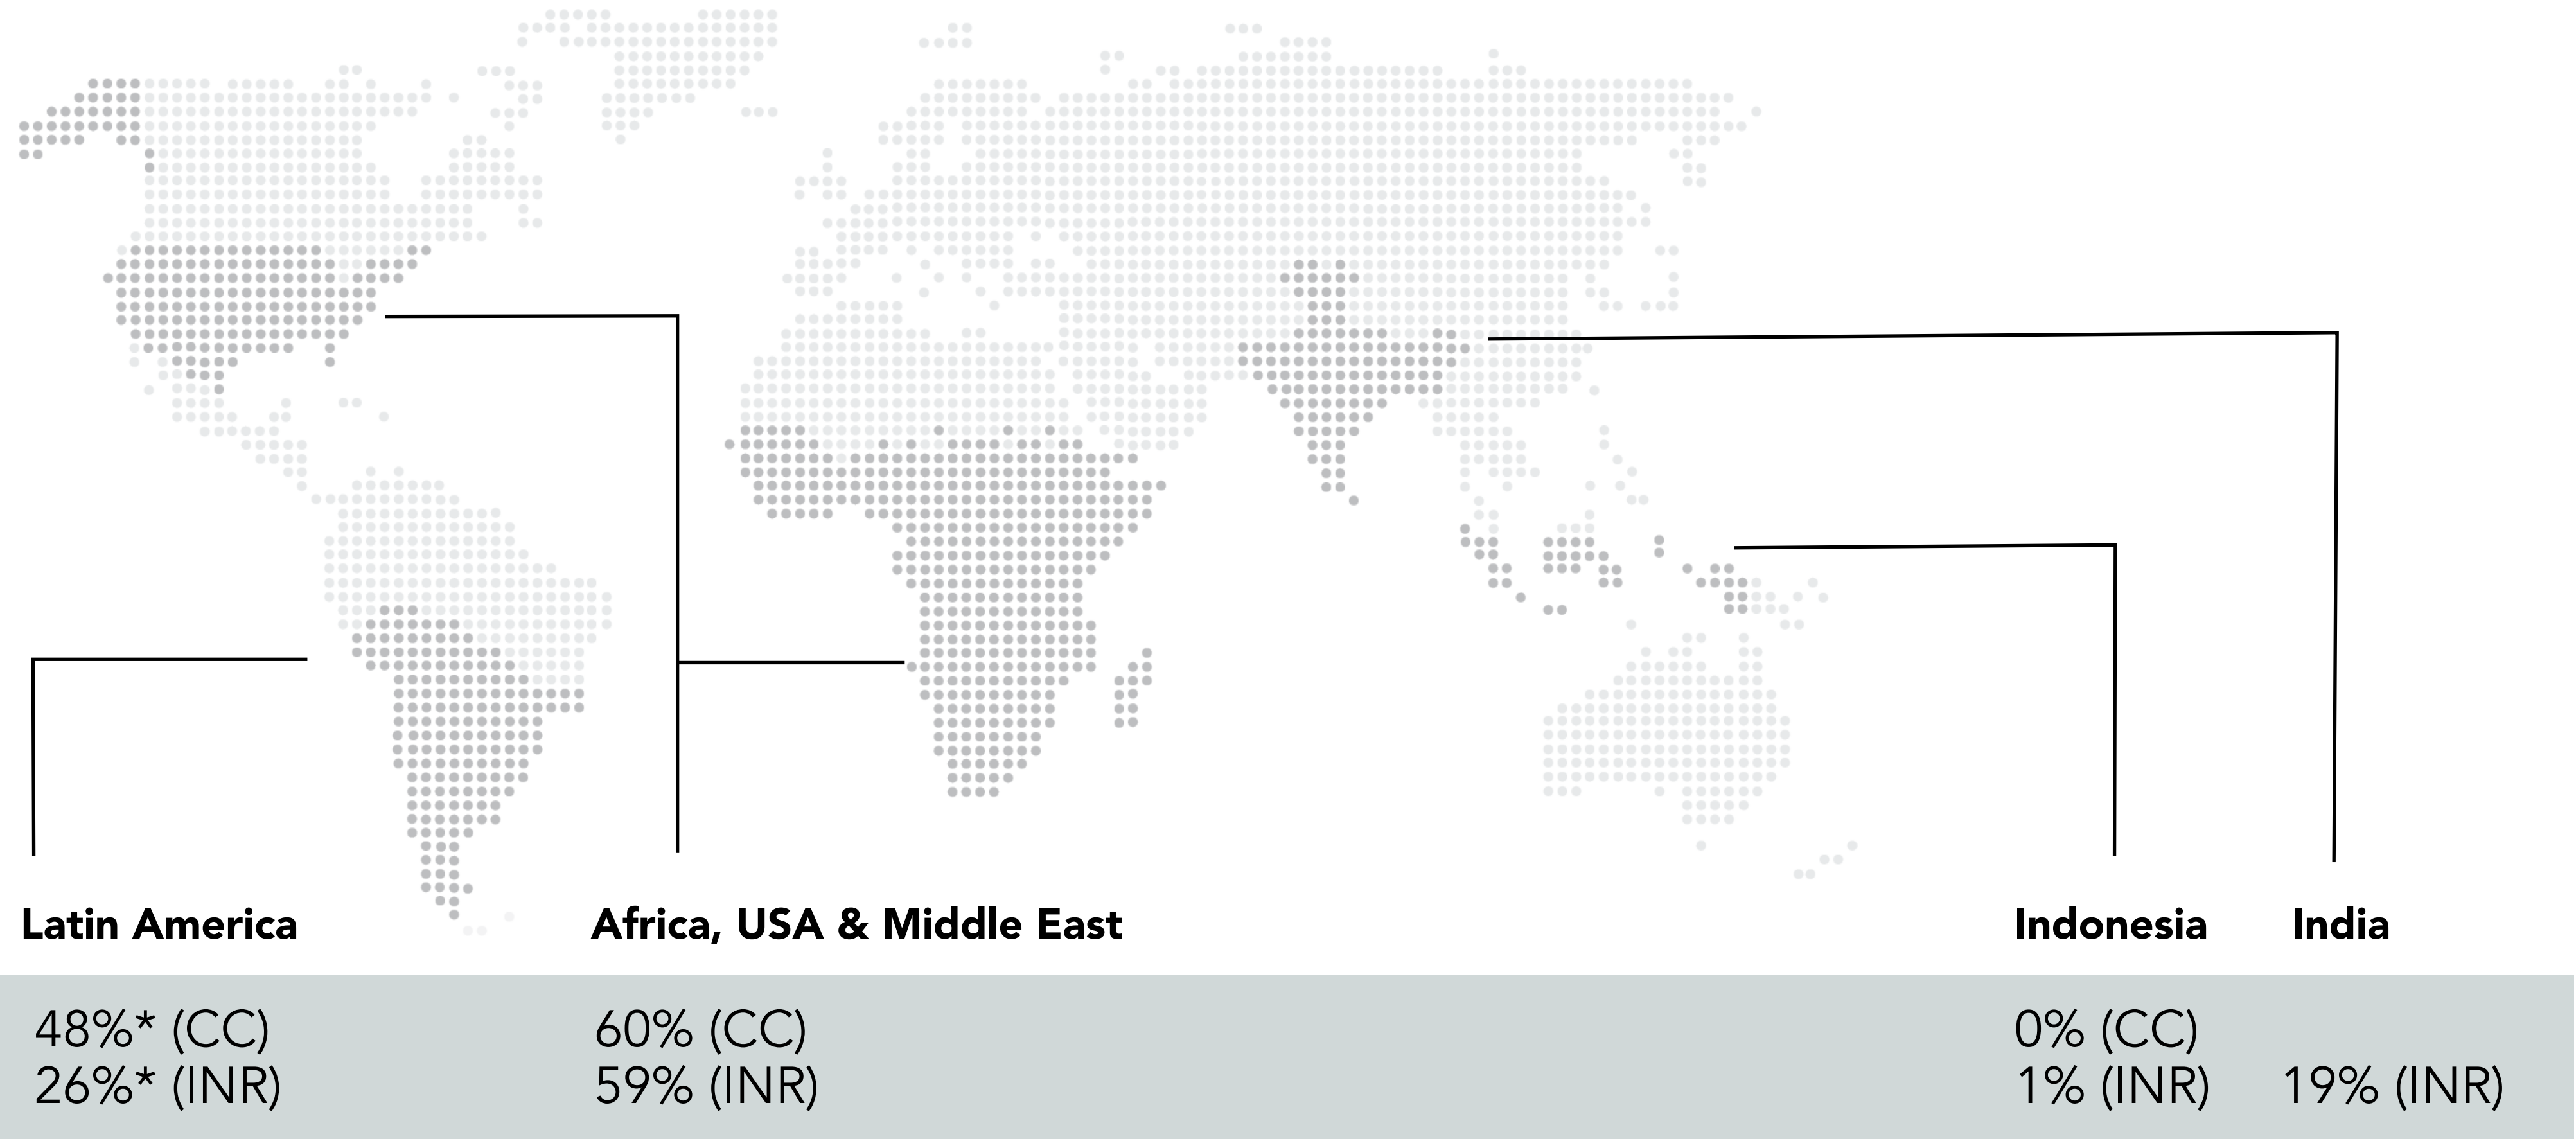 Latin America
Africa, USA & Middle East
Indonesia
India
48%* (CC)
60% (CC)
0% (CC)
26%* (INR)
59% (INR)
1% (INR)
19% (INR)